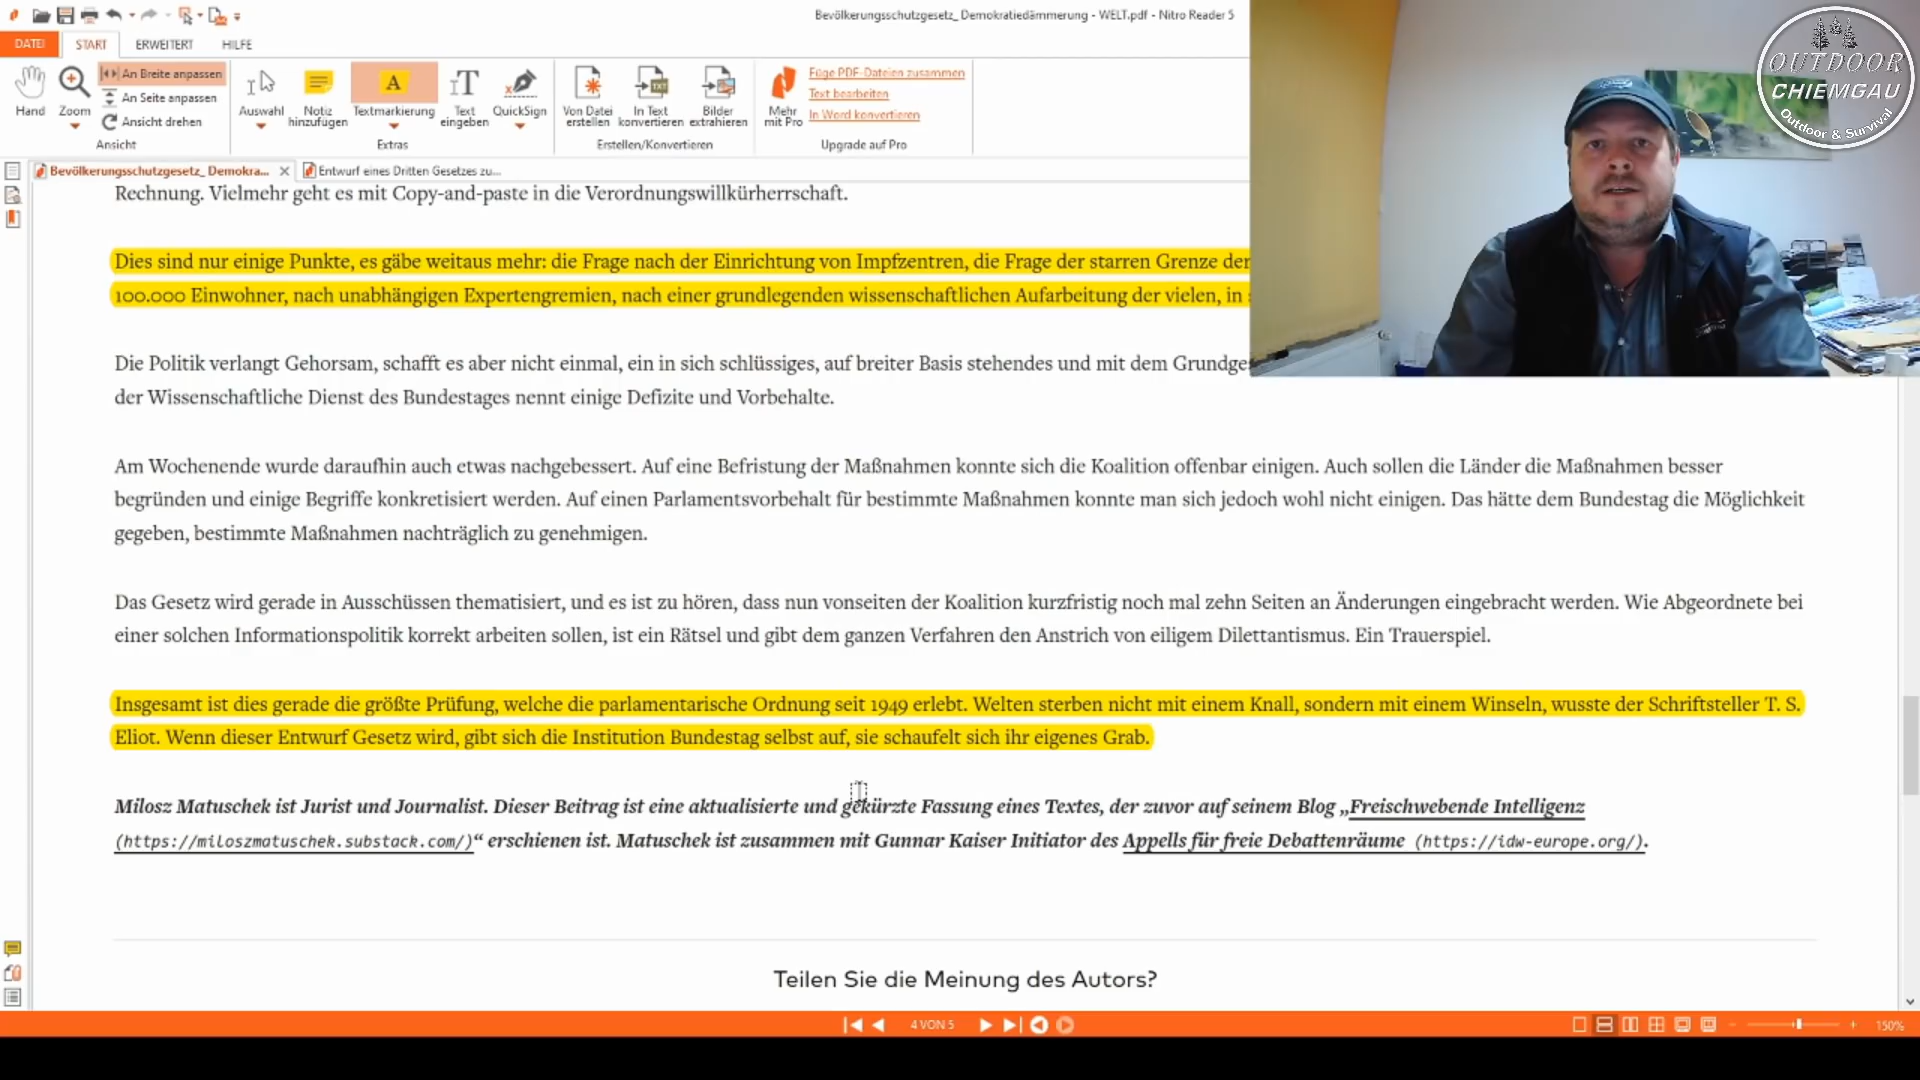 Bevölkerungsschutzgesetz_ Demokratiedämmerung - WELT.pdf - Nitro Reader 5
DATEI START ERWEITERT HILFE
Hand
Zoom
An Breite anpassen
An Seite anpassen
Ansicht drehen
Ansicht
Auswahl
Notiz hinzufügen
Textmarkierung
Text eingeben
QuickSign
Extras
Von Datei erstellen
In Text konvertieren
Bilder extrahieren
Erstellen/Konvertieren
Mehr mit Pro
Füge PDF-Dateien zusammen
Text bearbeiten
In Word konvertieren
Upgrade auf Pro
OUTDOOR
CHIEMGAU
Outdoor & Survival
Bevölkerungsschutzgesetz_ Demokra... Entwurf eines Dritten Gesetzes zu...
Rechnung. Vielmehr geht es mit Copy-and-paste in die Verordnungswillkürherrschaft.
Dies sind nur einige Punkte, es gäbe weitaus mehr: die Frage nach der Einrichtung von Impfzentren, die Frage der starren Grenze der
100.000 Einwohner, nach unabhängigen Expertengremien, nach einer grundlegenden wissenschaftlichen Aufarbeitung der vielen, in
Die Politik verlangt Gehorsam, schafft es aber nicht einmal, ein in sich schlüssiges, auf breiter Basis stehendes und mit dem Grundges
der Wissenschaftliche Dienst des Bundestages nennt einige Defizite und Vorbehalte.
Am Wochenende wurde daraufhin auch etwas nachgebessert. Auf eine Befristung der Maßnahmen konnte sich die Koalition offenbar einigen. Auch sollen die Länder die Maßnahmen besser
begründen und einige Begriffe konkretisiert werden. Auf einen Parlamentsvorbehalt für bestimmte Maßnahmen konnte man sich jedoch wohl nicht einigen. Das hätte dem Bundestag die Möglichkeit
gegeben, bestimmte Maßnahmen nachträglich zu genehmigen.
Das Gesetz wird gerade in Ausschüssen thematisiert, und es ist zu hören, dass nun vonseiten der Koalition kurzfristig noch mal zehn Seiten an Änderungen eingebracht werden. Wie Abgeordnete bei
einer solchen Informationspolitik korrekt arbeiten sollen, ist ein Rätsel und gibt dem ganzen Verfahren den Anstrich von eiligem Dilettantismus. Ein Trauerspiel.
Insgesamt ist dies gerade die größte Prüfung, welche die parlamentarische Ordnung seit 1949 erlebt. Welten sterben nicht mit einem Knall, sondern mit einem Winseln, wusste der Schriftsteller T. S.
Eliot. Wenn dieser Entwurf Gesetz wird, gibt sich die Institution Bundestag selbst auf, sie schaufelt sich ihr eigenes Grab.
Milosz Matuschek ist Jurist und Journalist. Dieser Beitrag ist eine aktualisierte und gekürzte Fassung eines Textes, der zuvor auf seinem Blog „Freischwebende Intelligenz
(https://miloszmatuschek.substack.com/)“ erschienen ist. Matuschek ist zusammen mit Gunnar Kaiser Initiator des Appells für freie Debattenräume (https://idw-europe.org/).
Teilen Sie die Meinung des Autors?
4 VON 5
150%